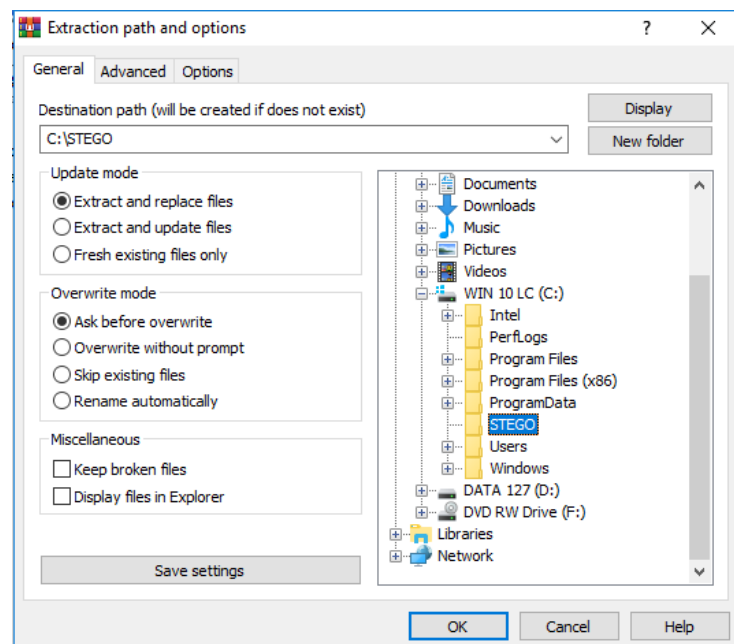 Extraction path and options
General Advanced Options
Destination path (will be created if does not exist)
Display
C:\STEGO
New folder
Update mode
Extract and replace files
Extract and update files
Fresh existing files only
Overwrite mode
Ask before overwrite
Overwrite without prompt
Skip existing files
Rename automatically
Miscellaneous
Keep broken files
Display files in Explorer
Save settings
Documents
Downloads
Music
Pictures
Videos
WIN 10 LC (C:)
Intel
PerfLogs
Program Files
Program Files (x86)
ProgramData
STEGO
Users
Windows
DATA 127 (D:)
DVD RW Drive (F:)
Libraries
Network
OK Cancel Help